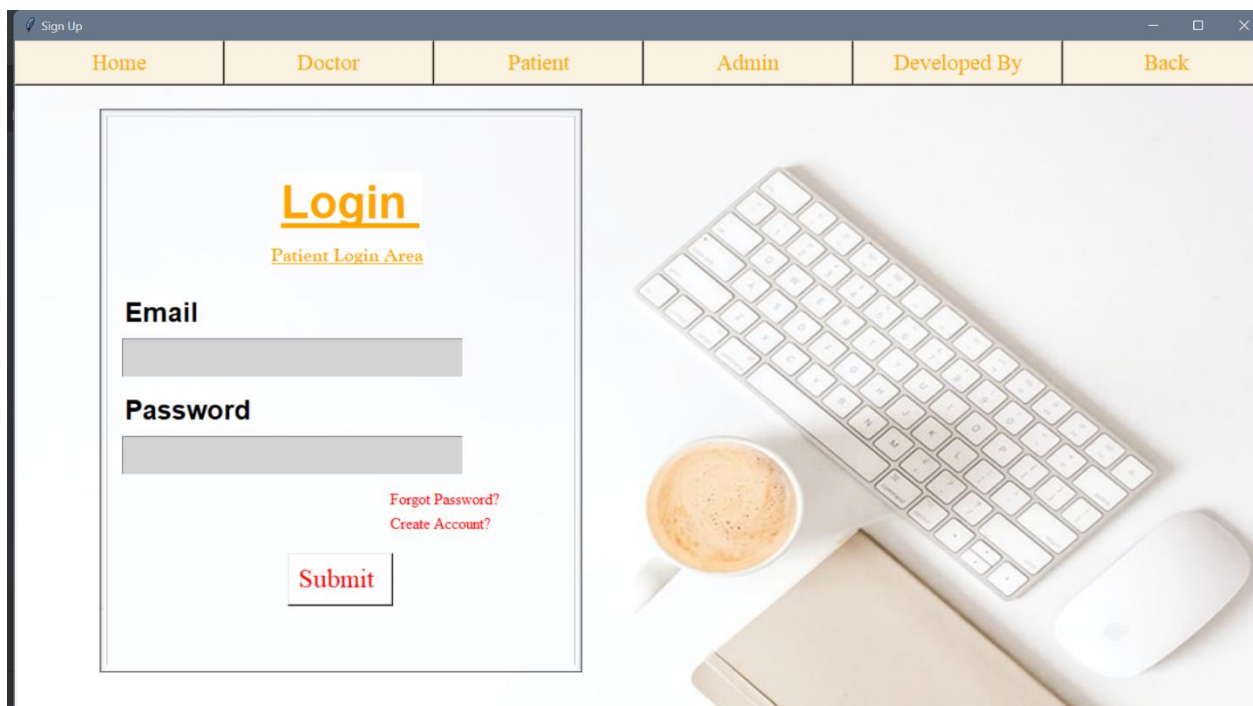 Sign Up
Home Doctor Patient Admin Developed By Back
Login
Patient Login Area
Email
Password
Forgot Password?
Create Account?
Submit